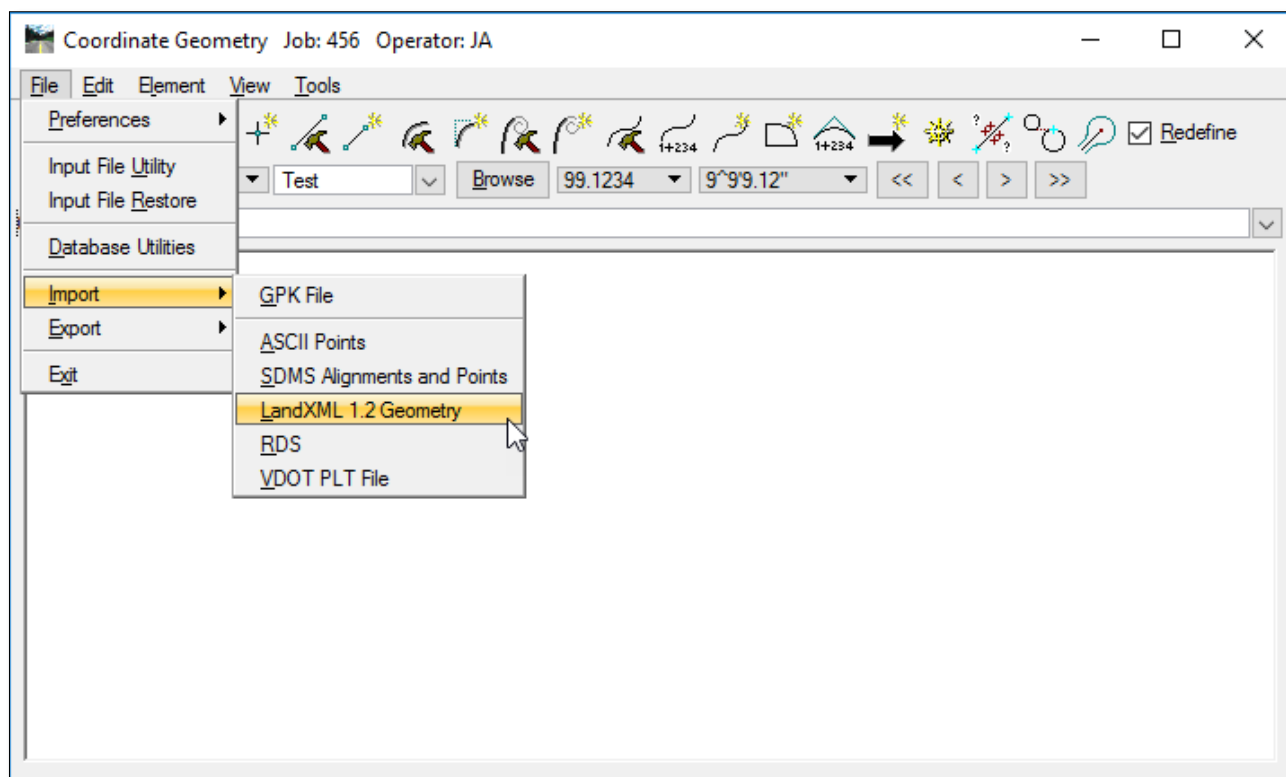 Coordinate Geometry Job: 456 Operator: JA
File Edit Element View Tools
Preferences
Input File Utility
Input File Restore
Database Utilities
Import
Export
Exit
1+234
1+234
Redefine
Test
Browse
99.1234
9^9'9.12"
<<
<
>
>>
GPK File
ASCII Points
SDMS Alignments and Points
LandXML 1.2 Geometry
RDS
VDOT PLT File